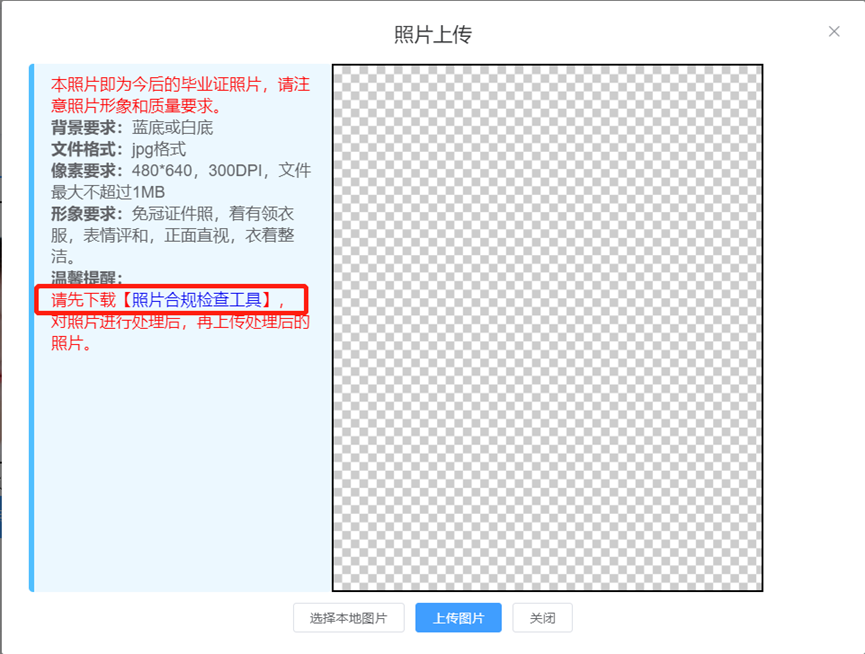 照片上传
本照片即为今后的毕业证照片，请注
意照片形象和质量要求。
背景要求：蓝底或白底
文件格式：jpg格式
像素要求：480*640，300DPI，文件
最大不超过1MB
形象要求：免冠证件照，着有领衣
服，表情评和，正面直视，衣着整
洁。
温馨提醒：
请先下载【照片合规检查工具】，
对照片进行处理后，再上传处理后的
照片。
选择本地图片 上传图片 关闭